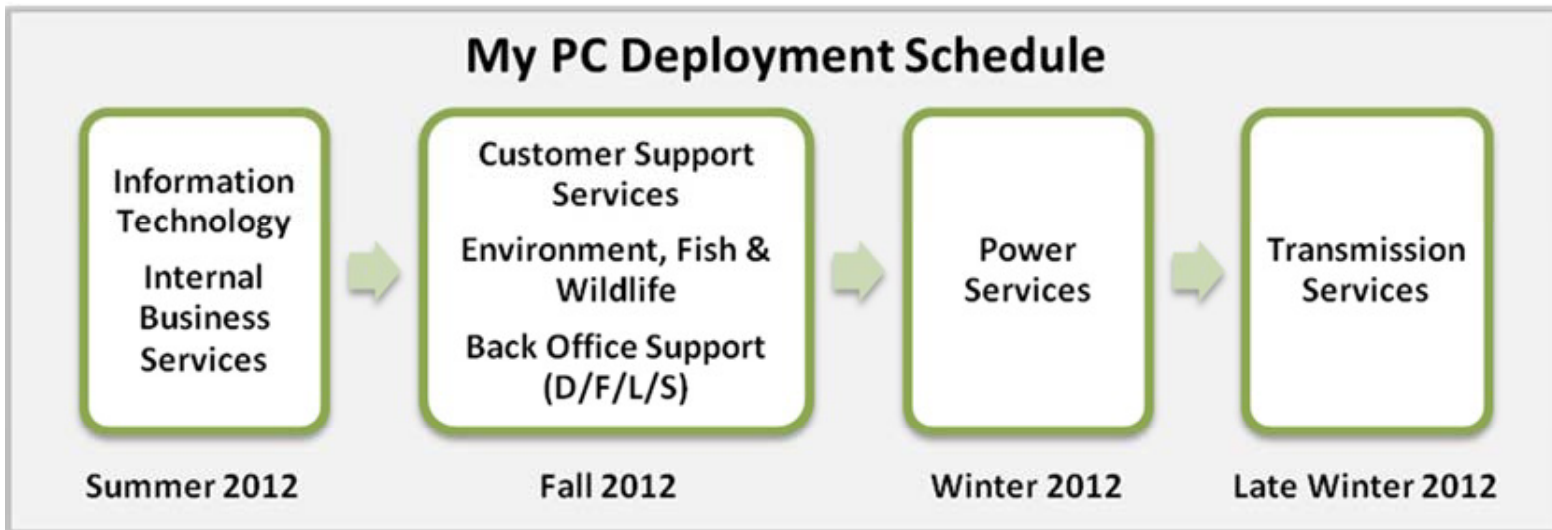 My PC Deployment Schedule
Information
Technology
Internal
Business
Services
Summer 2012
Customer Support
Services
Environment, Fish &
Wildlife
Back Office Support
(D/F/L/S)
Fall 2012
Power
Services
Winter 2012
Transmission
Services
Late Winter 2012